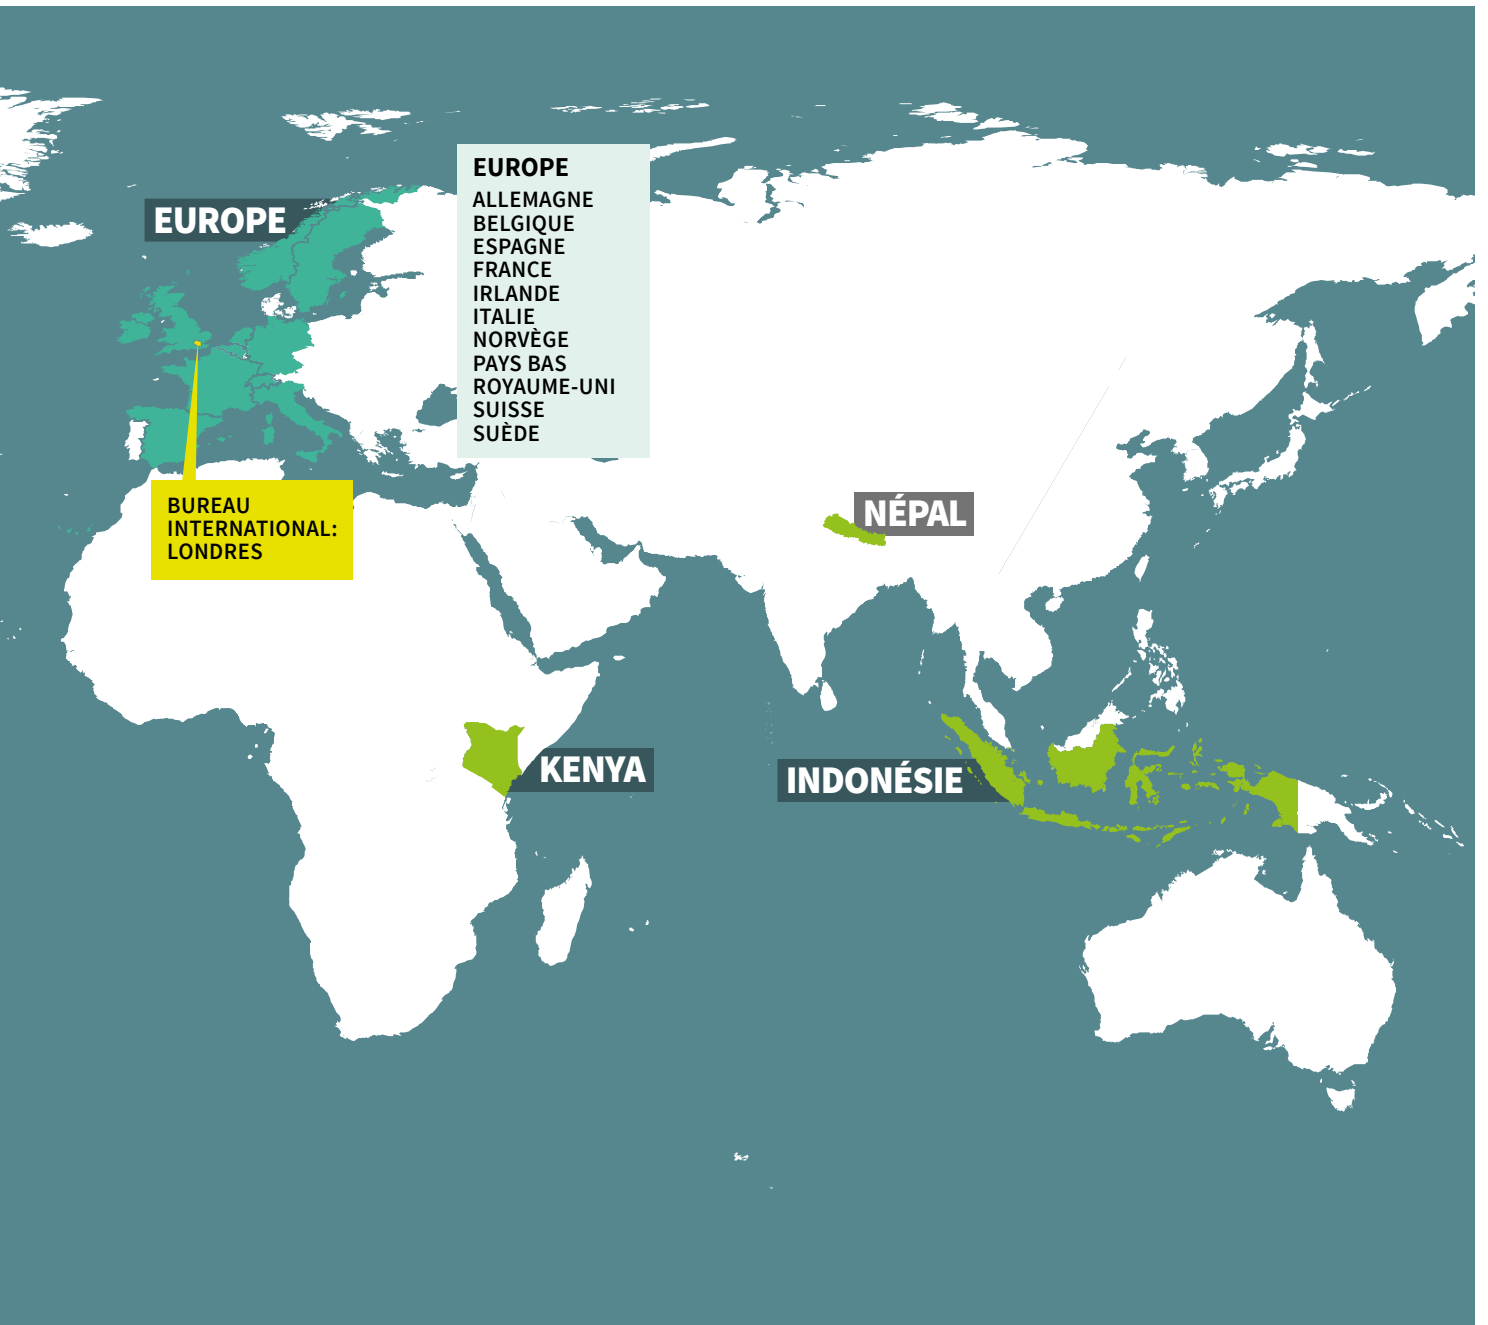 EUROPE
ALLEMAGNE
BELGIQUE
ESPAGNE
FRANCE
IRLANDE
ITALIE
NORVÈGE
PAYS BAS
ROYAUME-UNI
SUISSE
SUÈDE
EUROPE
BUREAU
INTERNATIONAL:
LONDRES
NÉPAL
KENYA
INDONÉSIE